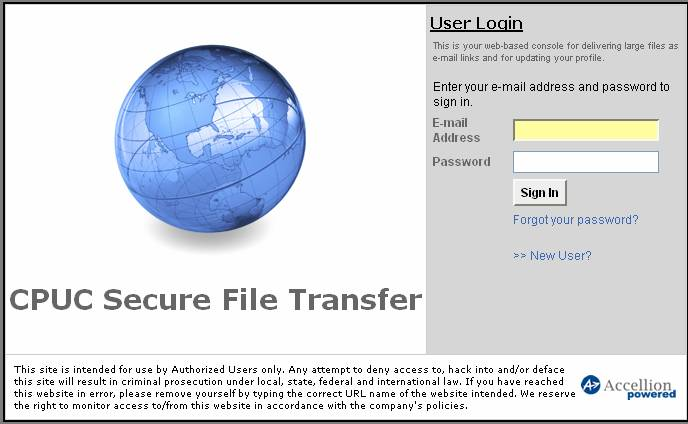 User Login
This is your web-based console for delivering large files as
e-mail links and for updating your profile.
Enter your e-mail address and password to
sign in.
E-mail
Address
Password
Sign In
Forgot your password?
>> New User?
CPUC Secure File Transfer
This site is intended for use by Authorized Users only. Any attempt to deny access to, hack into and/or deface
this site will result in criminal prosecution under local, state, federal and international law. If you have reached
this website in error, please remove yourself by typing the correct URL name of the website intended. We reserve
the right to monitor access to/from this website in accordance with the company's policies.
Accellion
powered